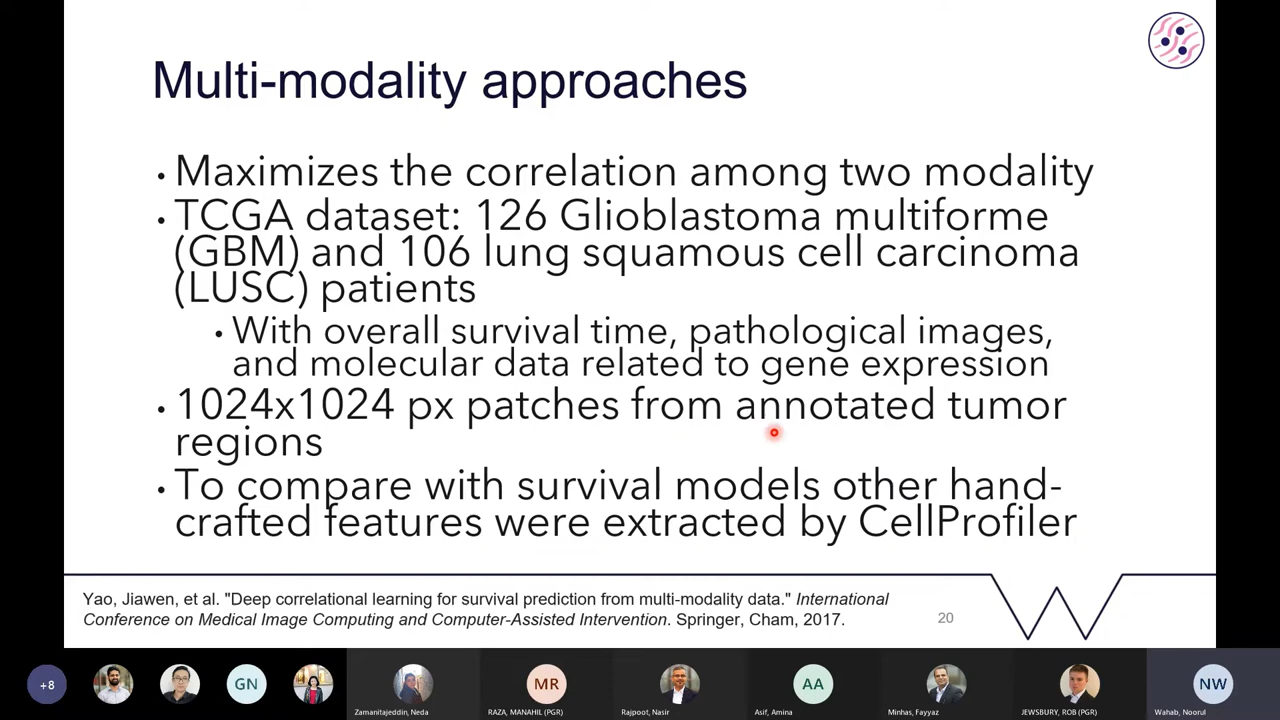 Multi-modality approaches
• Maximizes the correlation among two modality
• TCGA dataset: 126 Glioblastoma multiforme
(GBM) and 106 lung squamous cell carcinoma
(LUSC) patients
• With overall survival time, pathological images,
and molecular data related to gene expression
• 1024x1024 px patches from annotated tumor
regions
• To compare with survival models other hand-
crafted features were extracted by CellProfiler
Yao, Jiawen, et al. "Deep correlational learning for survival prediction from multi-modality data." International
Conference on Medical Image Computing and Computer-Assisted Intervention. Springer, Cham, 2017.
20
+8
GN
MR
AA
NW
Zamanitajeddin, Neda
RAZA, MANAHIL (PGR)
Rajpoot, Nasir
Asif, Amina
Minhas, Fayyaz
JEWSBURY, ROB (PGR)
Wahab, Noorul